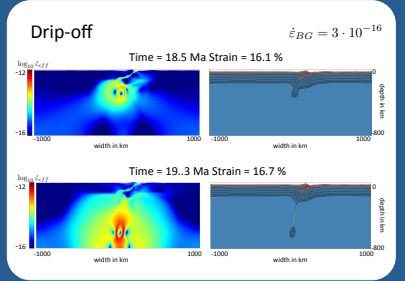 Drip-off
ε̇_BG = 3 · 10^−16
Time = 18.5 Ma Strain = 16.1 %
log₁₀ ε̇_eff
−12
−16
-1000
1000
width in km
-1000
1000
width in km
0
-800
depth in km
Time = 19..3 Ma Strain = 16.7 %
log₁₀ ε̇_eff
−12
−16
-1000
1000
width in km
-1000
1000
width in km
0
-800
depth in km